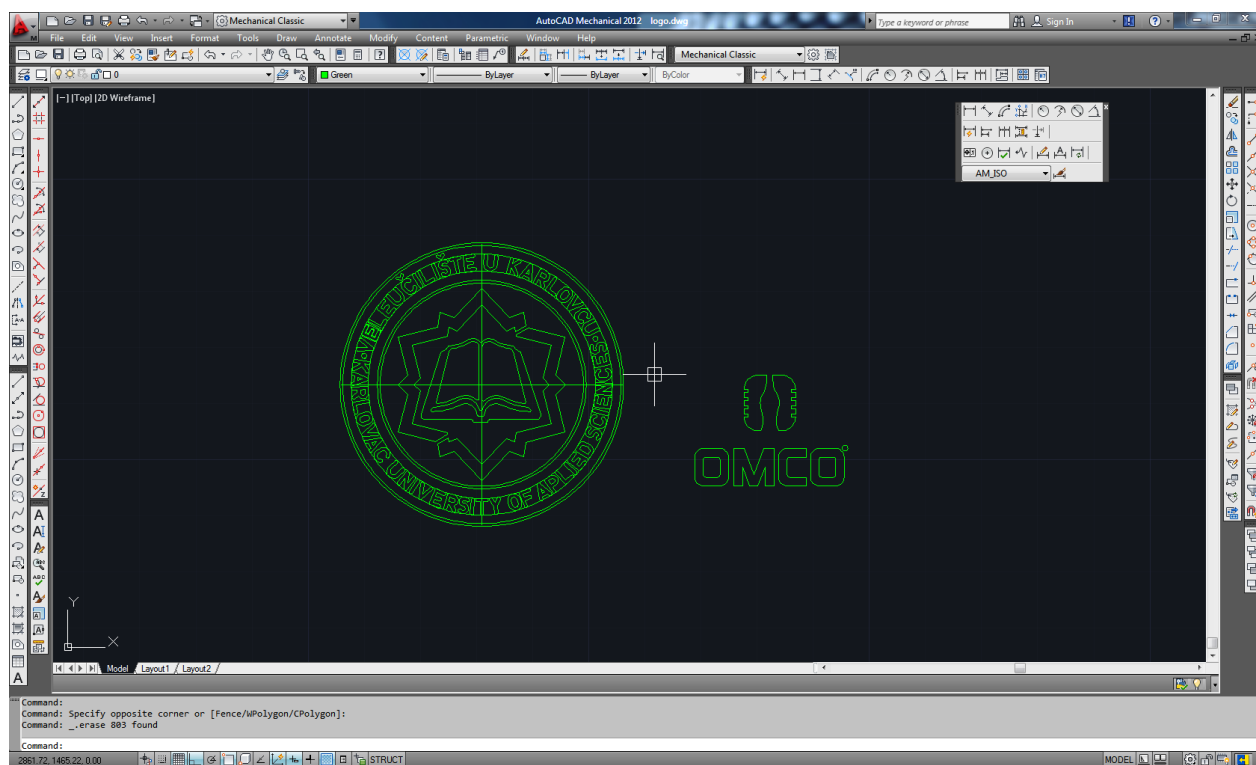 Mechanical Classic
AutoCAD Mechanical 2012 logo.dwg
Type a keyword or phrase
Sign In
File Edit View Insert Format Tools Draw Annotate Modify Content Parametric Window Help
Mechanical Classic
0
Green
ByLayer
ByLayer
ByColor
[−] [Top] [2D Wireframe]
AM_ISO
VELEUČILIŠTE U KARLOVCU
KARLOVAC UNIVERSITY OF APLIED SCIENCES
OMCO
Y
X
Model Layout1 Layout2
Command:
Command: Specify opposite corner or [Fence/WPolygon/CPolygon]:
Command: _.erase 803 found
Command:
2861.72, 1465.22, 0.00
STRUCT
MODEL